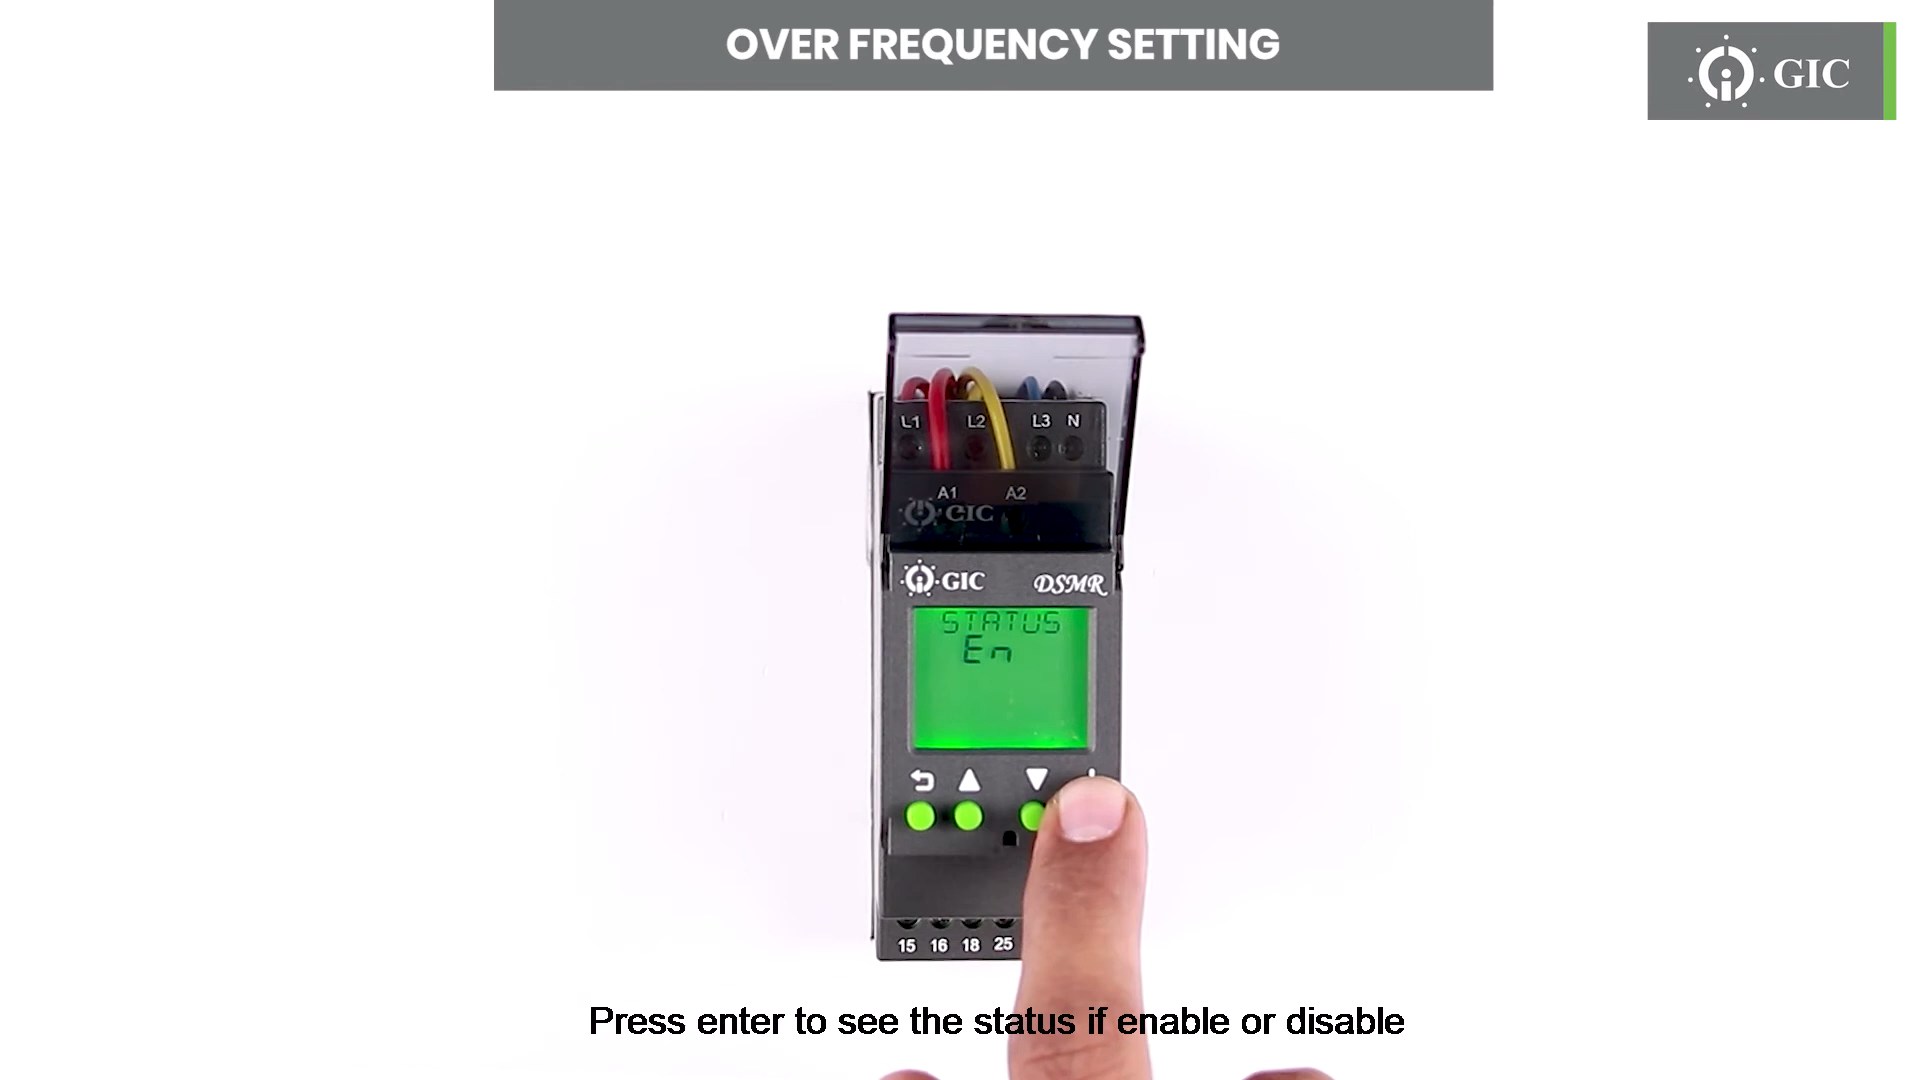 OVER FREQUENCY SETTING
GIC
L1 L2 L3 N
A1 A2
GIC
GIC DSMR
STATUS
En
15 16 18 25
Press enter to see the status if enable or disable